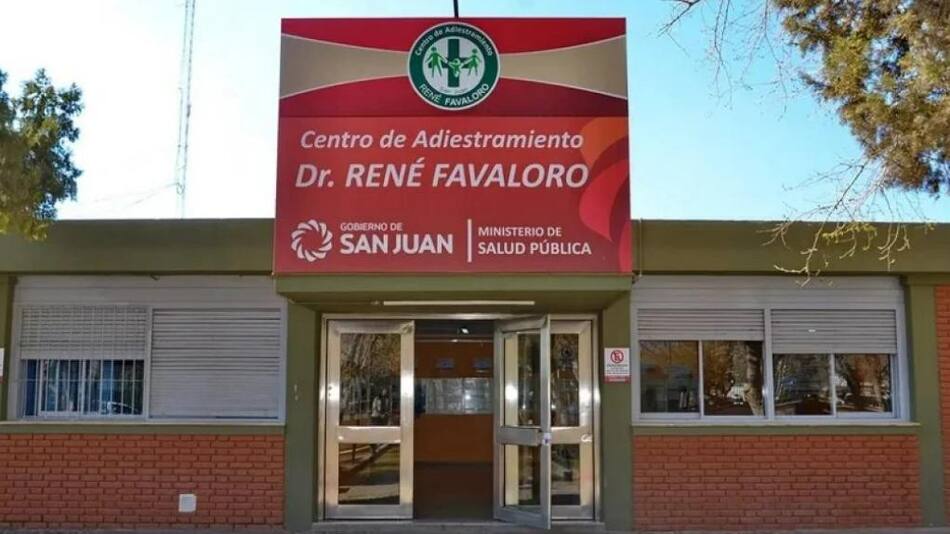 Centro de Adiestramiento
RENÉ FAVALORO
Centro de Adiestramiento
Dr. RENÉ FAVALORO
GOBIERNO DE
SAN JUAN
MINISTERIO DE
SALUD PÚBLICA